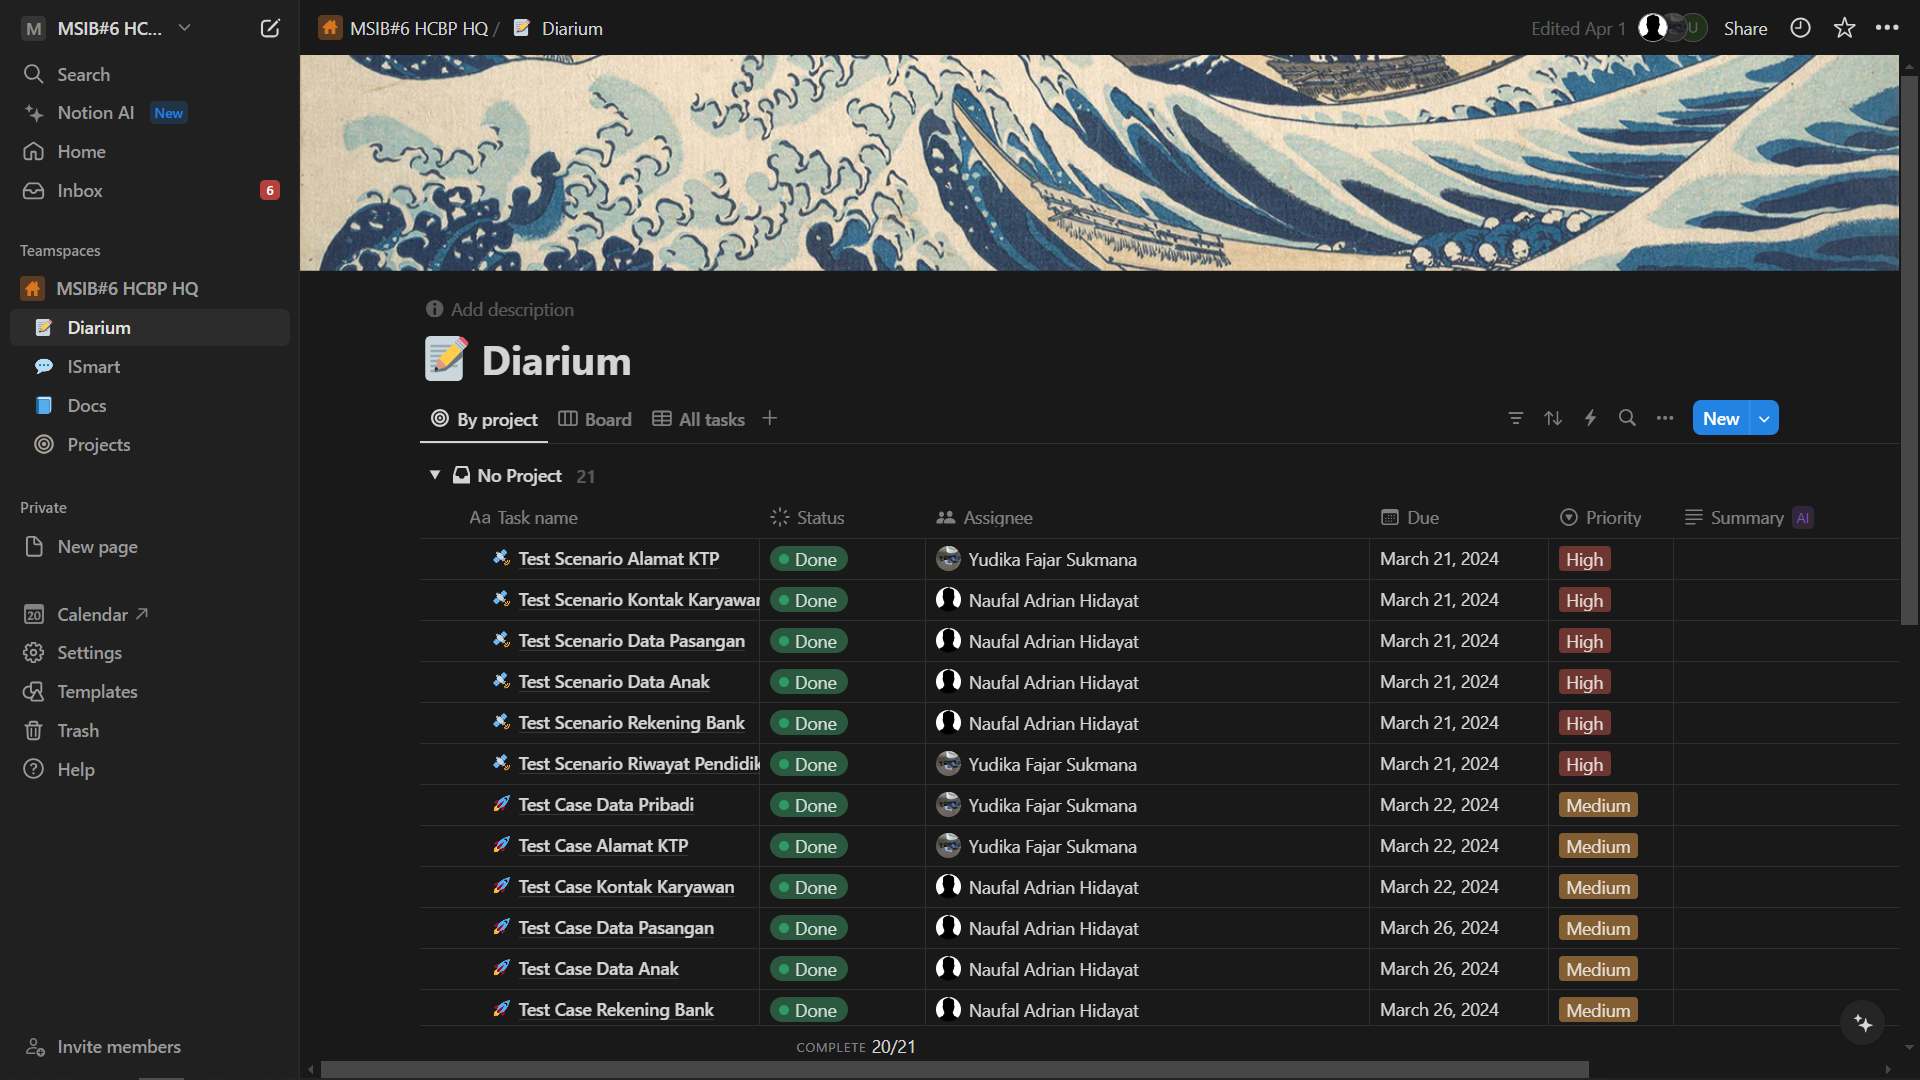 M MSIB#6 HC...
Search
Notion AI New
Home
Inbox 6
Teamspaces
MSIB#6 HCBP HQ
Diarium
ISmart
Docs
Projects
Private
New page
20 Calendar
Settings
Templates
Trash
Help
Invite members
MSIB#6 HCBP HQ / Diarium
Edited Apr 1 U Share
Add description
Diarium
By project Board All tasks
New
No Project 21
Aa Task name Status Assignee Due Priority Summary AI
Test Scenario Alamat KTP Done Yudika Fajar Sukmana March 21, 2024 High
Test Scenario Kontak Karyawan Done Naufal Adrian Hidayat March 21, 2024 High
Test Scenario Data Pasangan Done Naufal Adrian Hidayat March 21, 2024 High
Test Scenario Data Anak Done Naufal Adrian Hidayat March 21, 2024 High
Test Scenario Rekening Bank Done Naufal Adrian Hidayat March 21, 2024 High
Test Scenario Riwayat Pendidik Done Yudika Fajar Sukmana March 21, 2024 High
Test Case Data Pribadi Done Yudika Fajar Sukmana March 22, 2024 Medium
Test Case Alamat KTP Done Yudika Fajar Sukmana March 22, 2024 Medium
Test Case Kontak Karyawan Done Naufal Adrian Hidayat March 22, 2024 Medium
Test Case Data Pasangan Done Naufal Adrian Hidayat March 26, 2024 Medium
Test Case Data Anak Done Naufal Adrian Hidayat March 26, 2024 Medium
Test Case Rekening Bank Done Naufal Adrian Hidayat March 26, 2024 Medium
COMPLETE 20/21